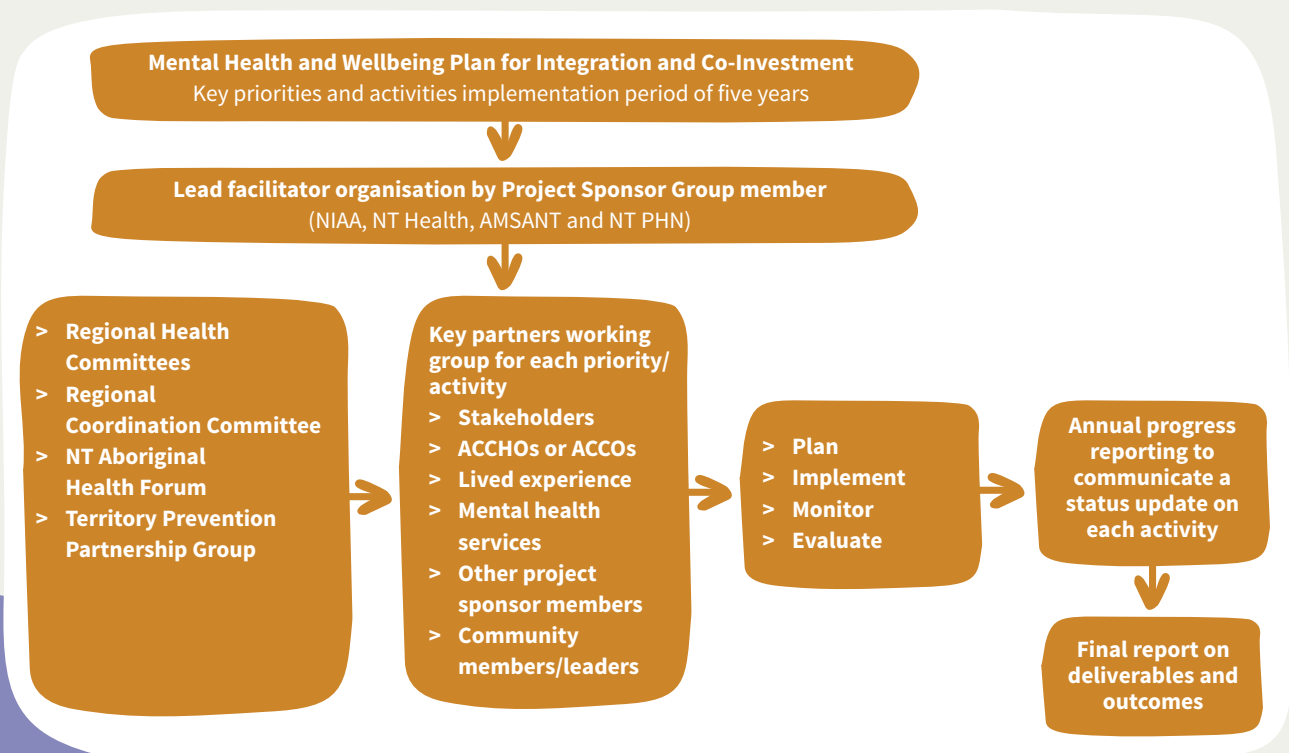 Mental Health and Wellbeing Plan for Integration and Co-Investment
Key priorities and activities implementation period of five years
Lead facilitator organisation by Project Sponsor Group member
(NIAA, NT Health, AMSANT and NT PHN)
> Regional Health
Committees
> Regional
Coordination Committee
> NT Aboriginal
Health Forum
> Territory Prevention
Partnership Group
Key partners working
group for each priority/
activity
> Stakeholders
> ACCHOs or ACCOs
> Lived experience
> Mental health
services
> Other project
sponsor members
> Community
members/leaders
> Plan
> Implement
> Monitor
> Evaluate
Annual progress
reporting to
communicate a
status update on
each activity
Final report on
deliverables and
outcomes